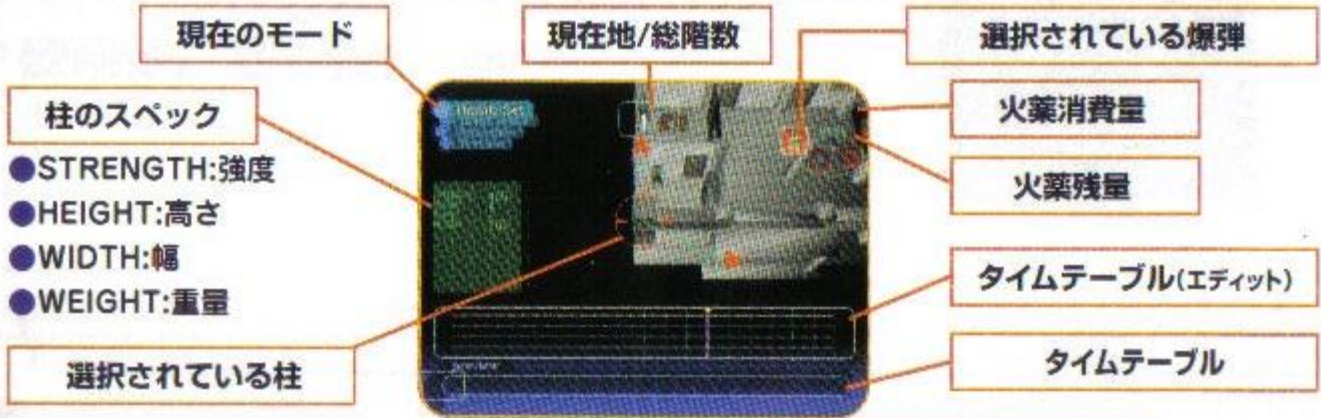 現在のモード
現在地/総階数
選択されている爆弾
柱のスペック
●STRENGTH:強度
●HEIGHT:高さ
●WIDTH:幅
●WEIGHT:重量
火薬消費量
火薬残量
タイムテーブル(エディット)
選択されている柱
タイムテーブル